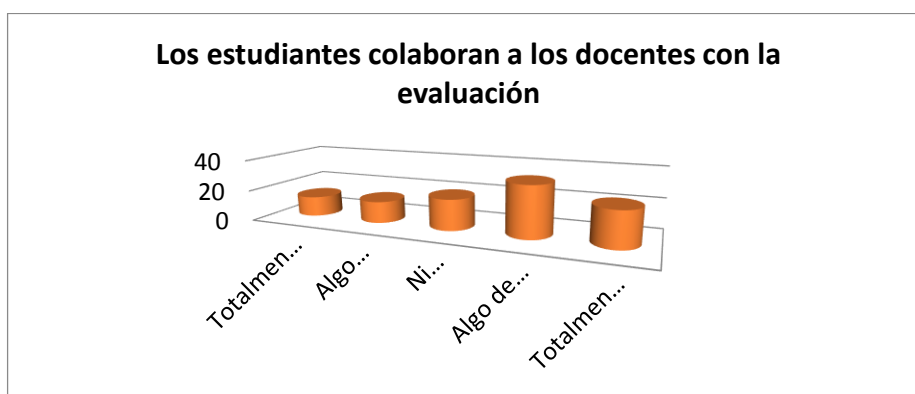 Los estudiantes colaboran a los docentes con la
evaluación
40
20
0
Totalmen...
Algo...
Ni...
Algo de...
Totalmen...